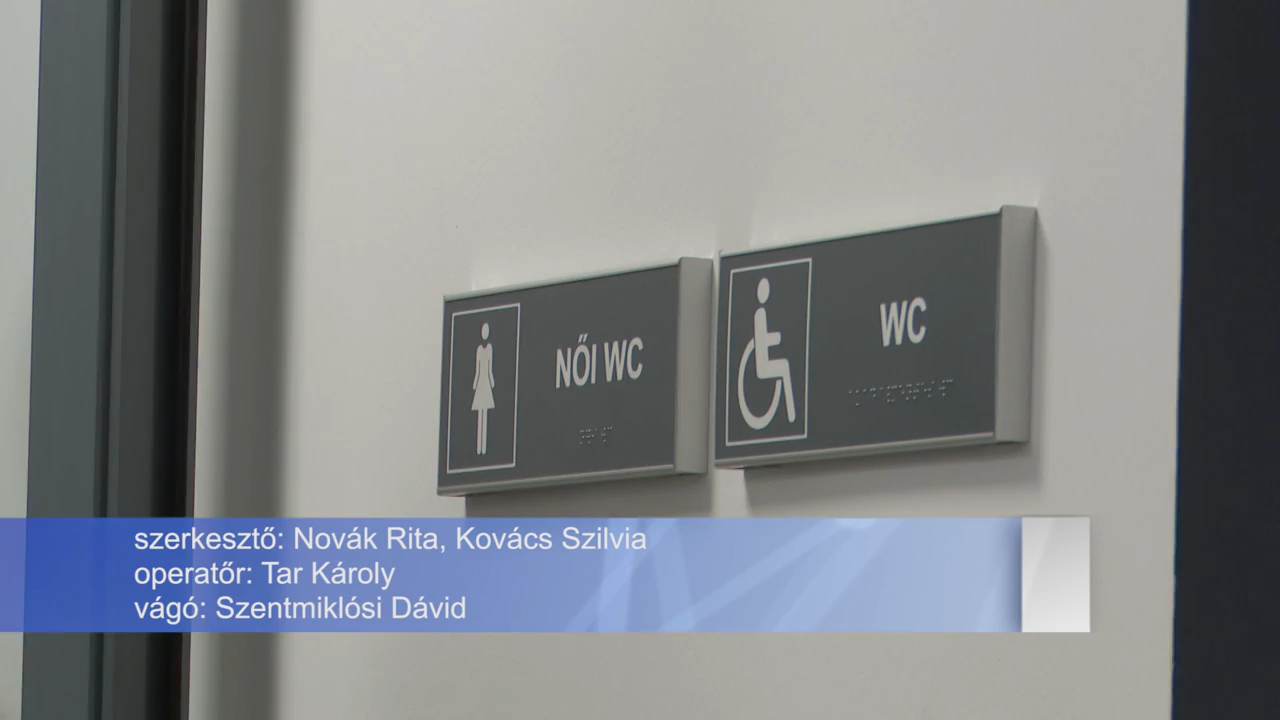 NŐI WC
WC
szerkesztő: Novák Rita, Kovács Szilvia
operatőr: Tar Károly
vágó: Szentmiklósi Dávid